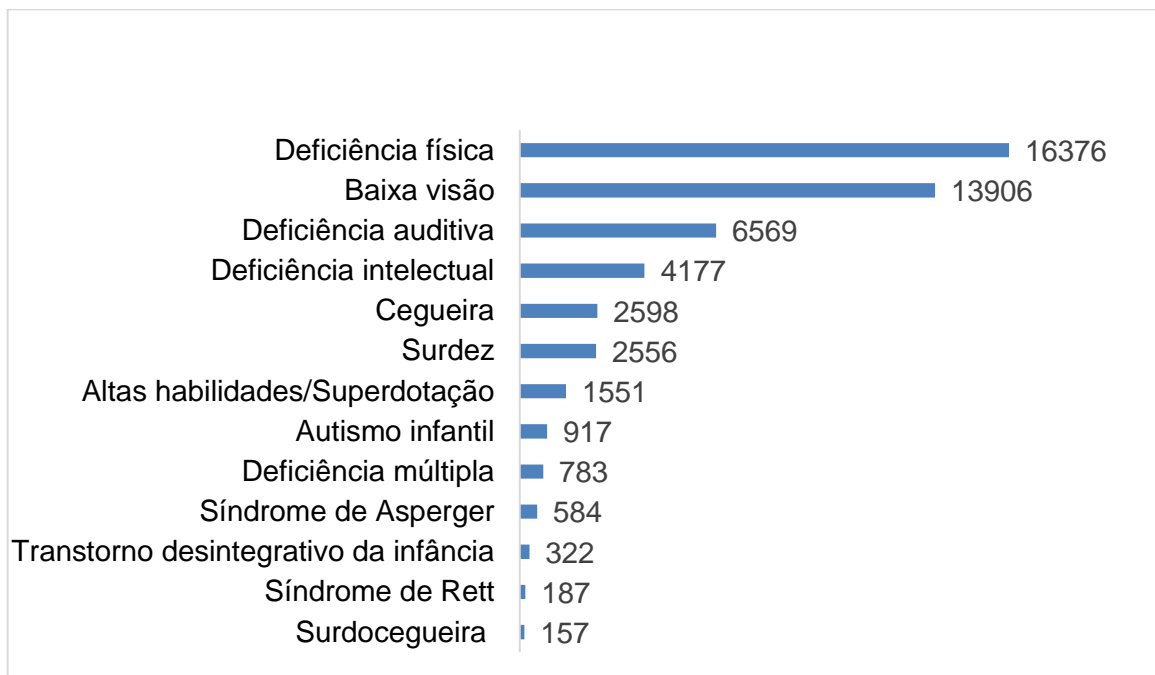 Deficiência física 16376
Baixa visão 13906
Deficiência auditiva 6569
Deficiência intelectual 4177
Cegueira 2598
Surdez 2556
Altas habilidades/Superdotação 1551
Autismo infantil 917
Deficiência múltipla 783
Síndrome de Asperger 584
Transtorno desintegrativo da infância 322
Síndrome de Rett 187
Surdocegueira 157